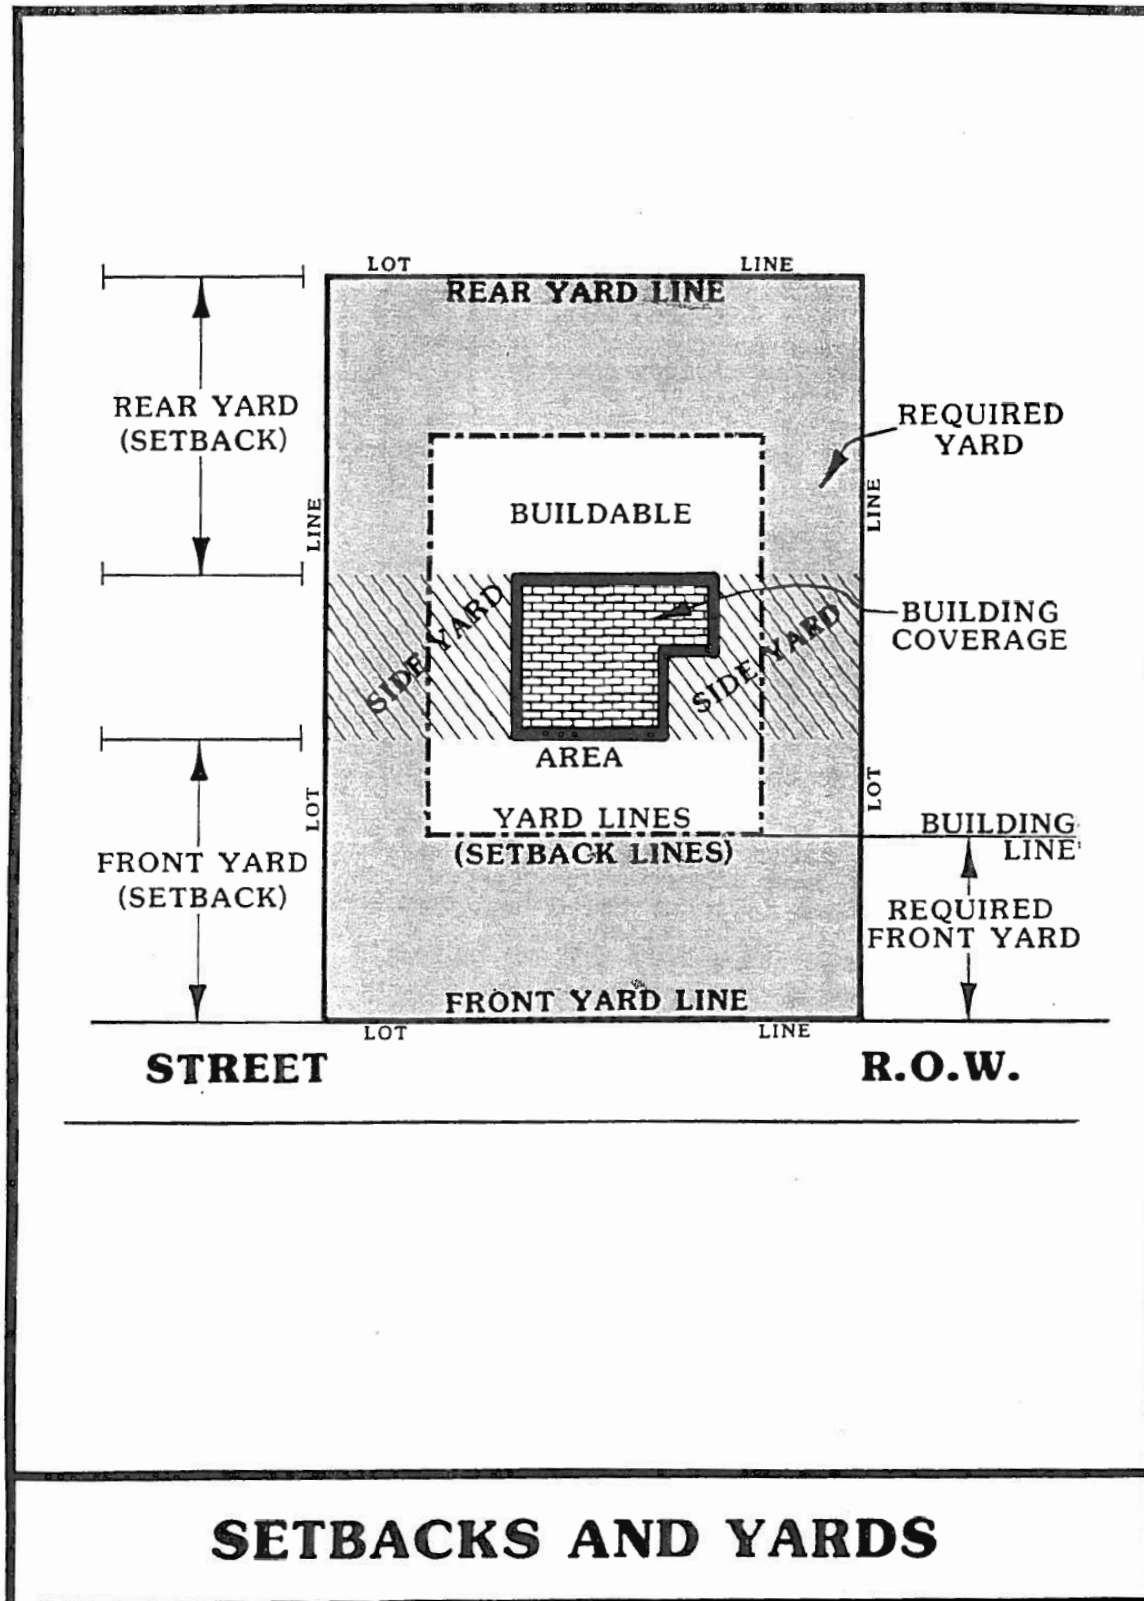 LOT LINE
REAR YARD LINE
REAR YARD
(SETBACK)
REQUIRED
YARD
LINE
LINE
BUILDABLE
SIDE YARD
SIDE YARD
BUILDING
COVERAGE
AREA
LOT
LOT
YARD LINES
(SETBACK LINES)
BUILDING
LINE
FRONT YARD
(SETBACK)
REQUIRED
FRONT YARD
FRONT YARD LINE
LOT LINE
STREET R.O.W.
SETBACKS AND YARDS